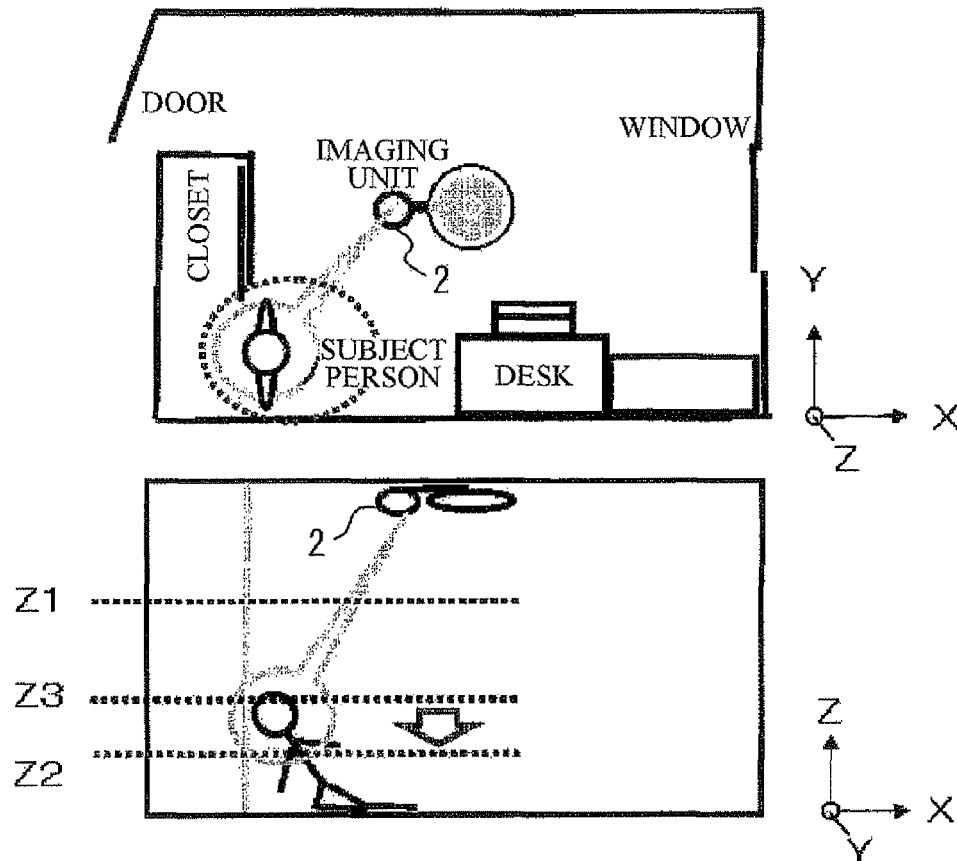 DOOR
WINDOW
IMAGING
UNIT
CLOSET
2
SUBJECT
PERSON
DESK
Y
X
Z
2
Z1
Z3
Z2
Z
X
Y